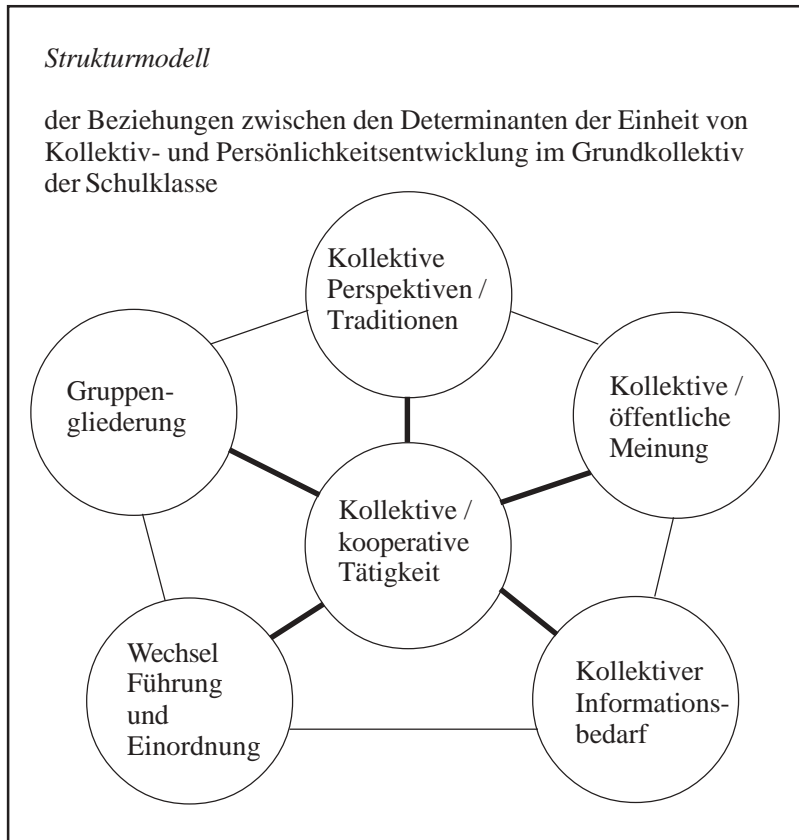 Strukturmodell
der Beziehungen zwischen den Determinanten der Einheit von
Kollektiv- und Persönlichkeitsentwicklung im Grundkollektiv
der Schulklasse
Kollektive
Perspektiven /
Traditionen
Gruppen-
gliederung
Kollektive /
öffentliche
Meinung
Kollektive /
kooperative
Tätigkeit
Wechsel
Führung
und
Einordnung
Kollektiver
Informations-
bedarf